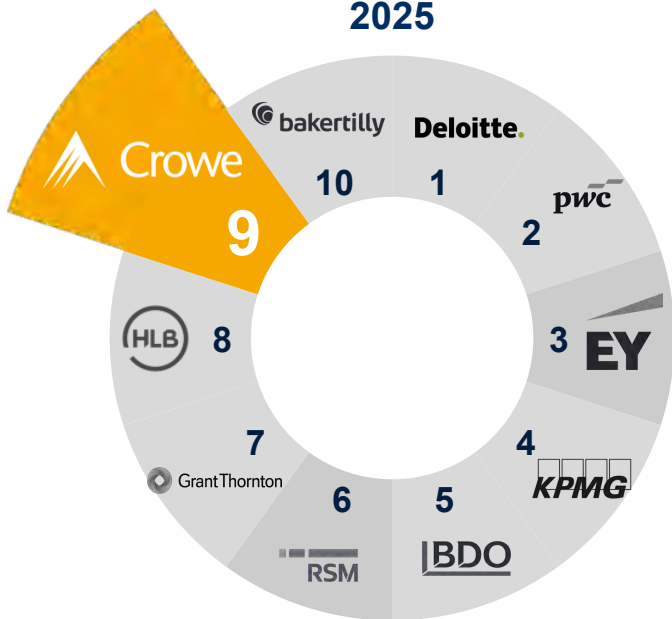 2025
Deloitte.
1
pwc
2
3
EY
4
KPMG
5
BDO
6
RSM
7
GrantThornton
HLB
8
Crowe
9
bakertilly
10